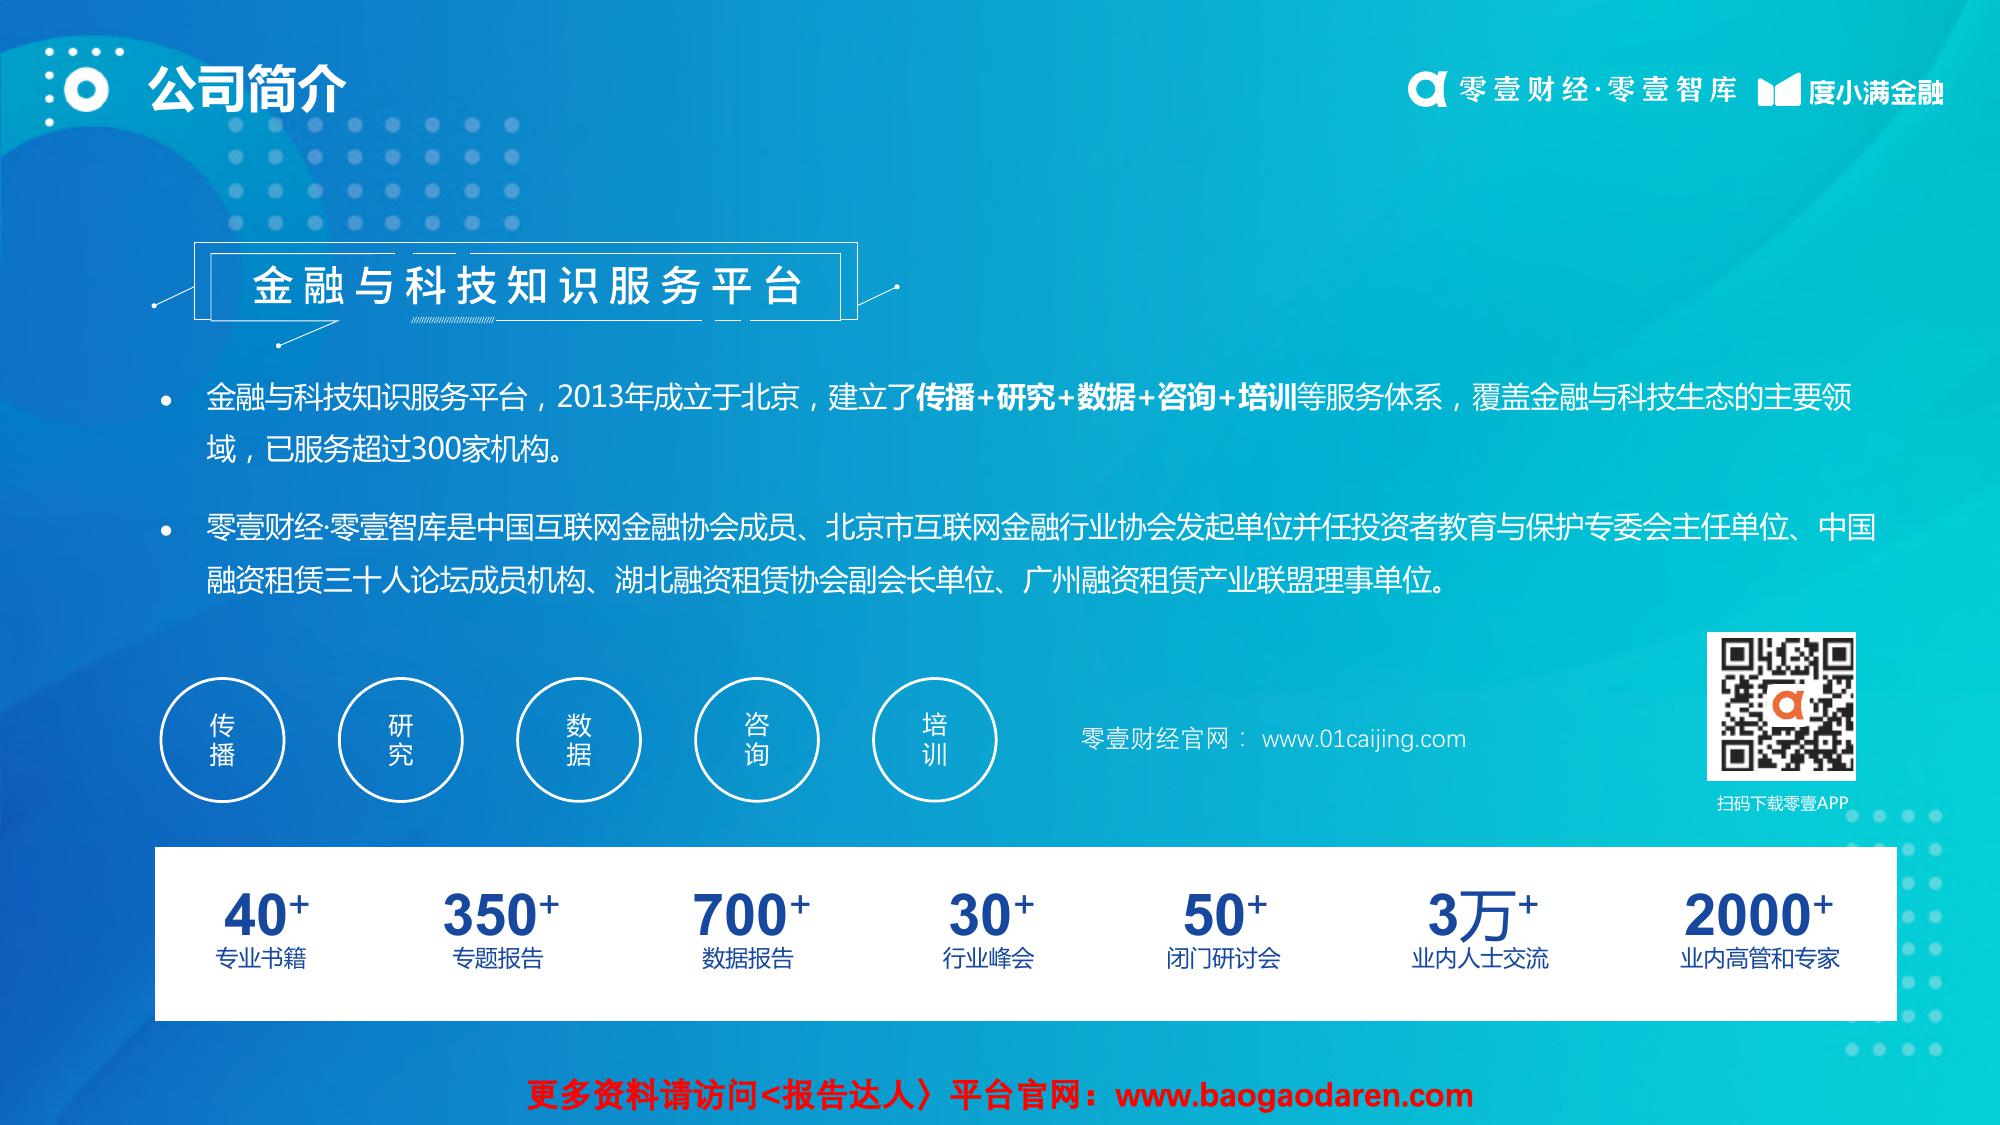 公司简介
零壹财经·零壹智库 度小满金融
金融与科技知识服务平台
• 金融与科技知识服务平台，2013年成立于北京，建立了传播+研究+数据+咨询+培训等服务体系，覆盖金融与科技生态的主要领
域，已服务超过300家机构。
• 零壹财经·零壹智库是中国互联网金融协会成员、北京市互联网金融行业协会发起单位并任投资者教育与保护专委会主任单位、中国
融资租赁三十人论坛成员机构、湖北融资租赁协会副会长单位、广州融资租赁产业联盟理事单位。
传
播
研
究
数
据
咨
询
培
训
零壹财经官网： www.01caijing.com
扫码下载零壹APP
40+ 350+ 700+ 30+ 50+ 3万+ 2000+
专业书籍 专题报告 数据报告 行业峰会 闭门研讨会 业内人士交流 业内高管和专家
更多资料请访问<报告达人〉平台官网：www.baogaodaren.com